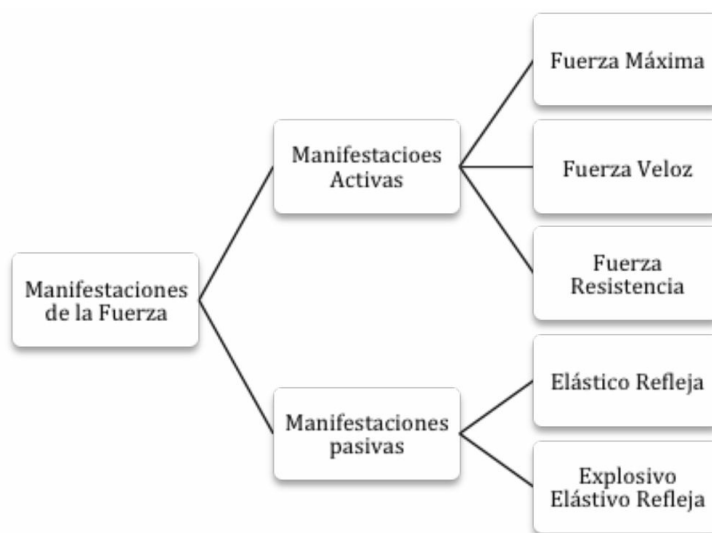 Manifestaciones
de la Fuerza
Manifestacioes
Activas
Fuerza Máxima
Fuerza Veloz
Fuerza
Resistencia
Manifestaciones
pasivas
Elástico Refleja
Explosivo
Elástivo Refleja